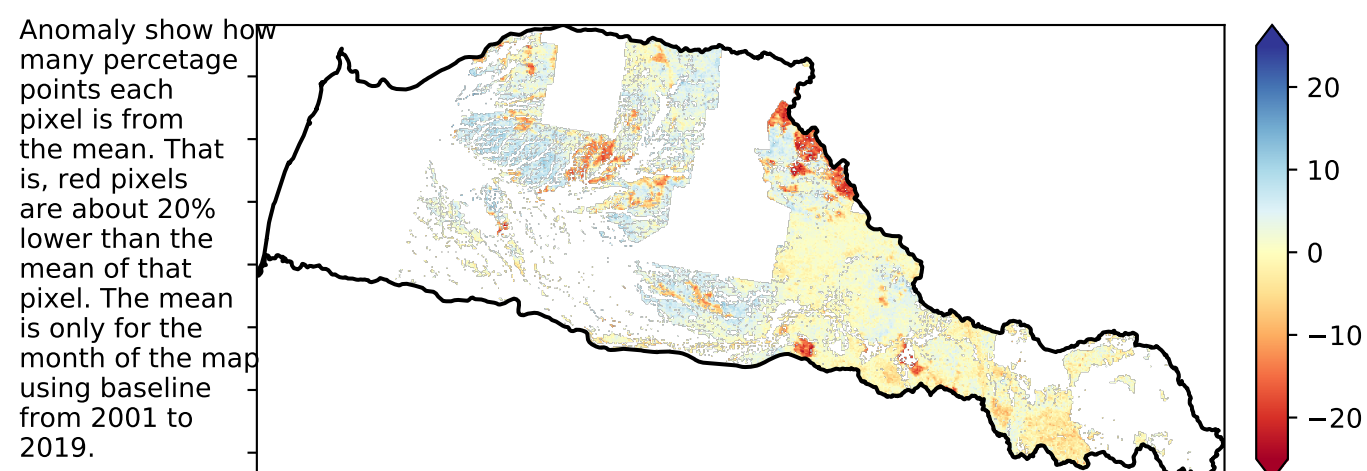 Anomaly show how
many percetage
points each
pixel is from
the mean. That
is, red pixels
are about 20%
lower than the
mean of that
pixel. The mean
is only for the
month of the map
using baseline
from 2001 to
2019.
20
10
0
−10
−20